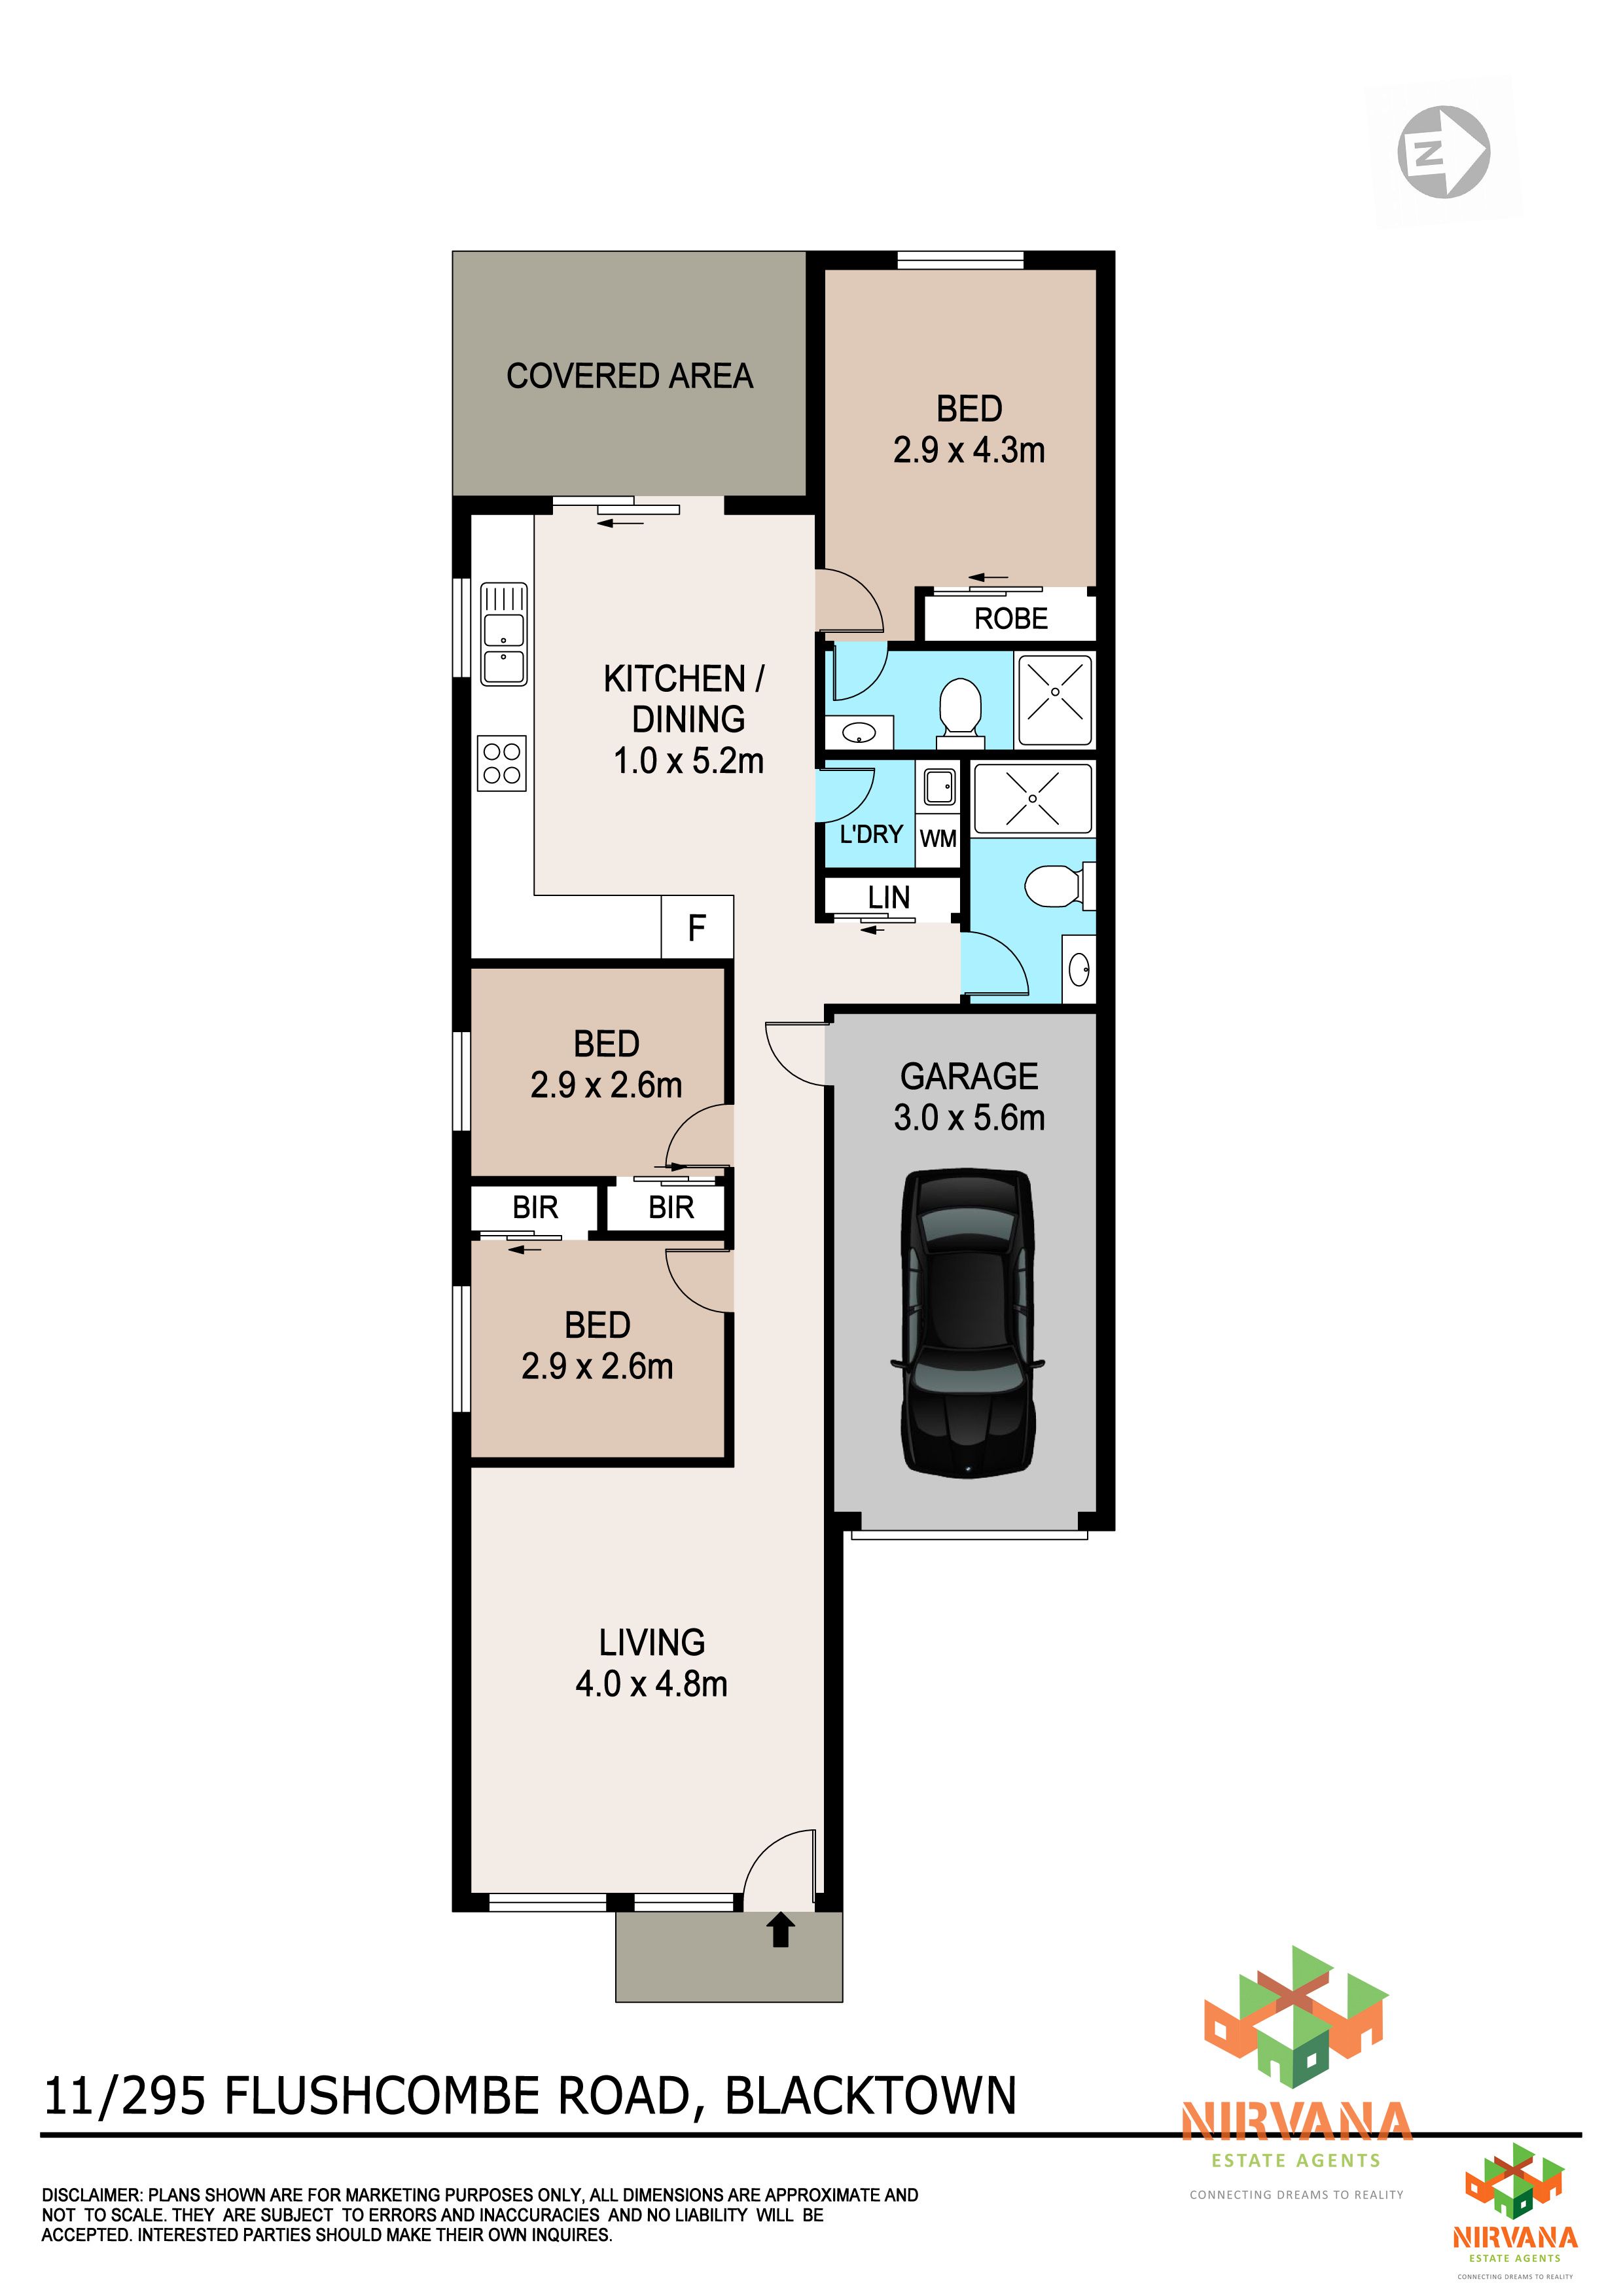 N
COVERED AREA
BED
2.9 x 4.3m
ROBE
KITCHEN /
DINING
1.0 x 5.2m
L'DRY
WM
LIN
F
BED
2.9 x 2.6m
GARAGE
3.0 x 5.6m
BIR
BIR
BED
2.9 x 2.6m
LIVING
4.0 x 4.8m
11/295 FLUSHCOMBE ROAD, BLACKTOWN
NIRVANA
ESTATE AGENTS
CONNECTING DREAMS TO REALITY
DISCLAIMER: PLANS SHOWN ARE FOR MARKETING PURPOSES ONLY, ALL DIMENSIONS ARE APPROXIMATE AND
NOT TO SCALE. THEY ARE SUBJECT TO ERRORS AND INACCURACIES AND NO LIABILITY WILL BE
ACCEPTED. INTERESTED PARTIES SHOULD MAKE THEIR OWN INQUIRES.
NIRVANA
ESTATE AGENTS
CONNECTING DREAMS TO REALITY